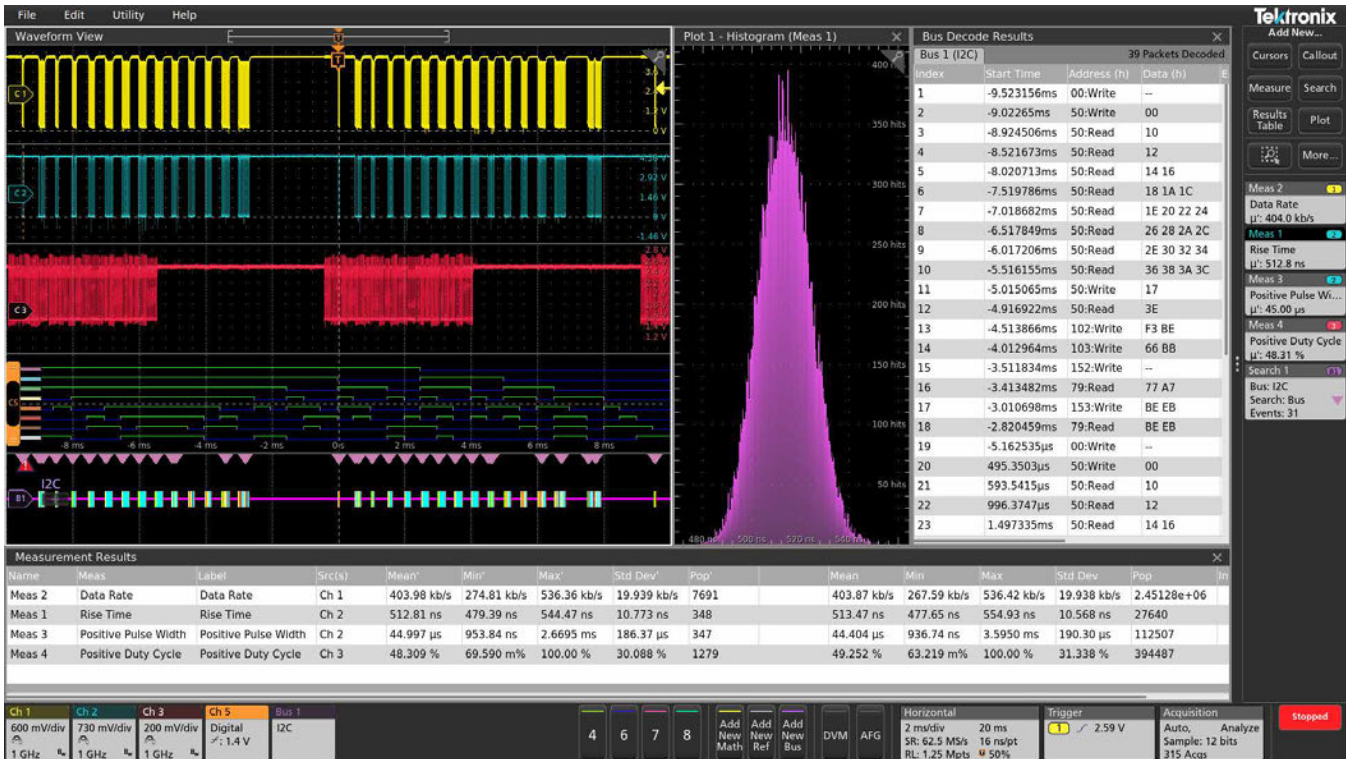 File Edit Utility Help
Tektronix
Waveform View
Plot 1 - Histogram (Meas 1)
Bus Decode Results
Add New...
Bus 1 (I2C) 39 Packets Decoded
Cursors Callout
Index Start Time Address (h) Data (h)
1 -9.523156ms 00:Write --
2 -9.02265ms 50:Write 00
3 -8.924506ms 50:Read 10
4 -8.521673ms 50:Read 12
5 -8.020713ms 50:Read 14 16
6 -7.519786ms 50:Read 18 1A 1C
7 -7.018682ms 50:Read 1E 20 22 24
8 -6.517849ms 50:Read 26 28 2A 2C
9 -6.017206ms 50:Read 2E 30 32 34
10 -5.516155ms 50:Read 36 38 3A 3C
11 -5.015065ms 50:Write 17
12 -4.916922ms 50:Read 3E
13 -4.513866ms 102:Write F3 BE
14 -4.012964ms 103:Write 66 BB
15 -3.511834ms 152:Write --
16 -3.413482ms 79:Read 77 A7
17 -3.010698ms 153:Write BE EB
18 -2.820459ms 79:Read BE EB
19 -5.162535µs 00:Write --
20 495.3503µs 50:Write 00
21 593.5415µs 50:Read 10
22 996.3747µs 50:Read 12
23 1.497335ms 50:Read 14 16
Measure Search
Results Table Plot
More...
Meas 2 1
Data Rate
µ': 404.0 kb/s
Meas 1 2
Rise Time
µ': 512.8 ns
Meas 3 2
Positive Pulse Wi...
µ': 45.00 µs
Meas 4 3
Positive Duty Cycle
µ': 48.31 %
Search 1
Bus: I2C
Search: Bus
Events: 31
T
T
C1
1.2 V
0 V
C2
2.92 V
1.46 V
0 V
-1.46 V
2.8 V
C3
1.2 V
-8 ms -6 ms -4 ms -2 ms 0s 2 ms 4 ms 6 ms 8 ms
I2C
B1
350 hits
300 hits
250 hits
200 hits
150 hits
100 hits
50 hits
500 ns 520 ns
Measurement Results
Name Meas Label Src(s) Mean' Min' Max' Std Dev' Pop' Mean Min Max Std Dev Pop
Meas 2 Data Rate Data Rate Ch 1 403.98 kb/s 274.81 kb/s 536.36 kb/s 19.939 kb/s 7691 403.87 kb/s 267.59 kb/s 536.42 kb/s 19.938 kb/s 2.45128e+06
Meas 1 Rise Time Rise Time Ch 2 512.81 ns 479.39 ns 544.47 ns 10.773 ns 348 513.47 ns 477.65 ns 554.93 ns 10.568 ns 27640
Meas 3 Positive Pulse Width Positive Pulse Width Ch 2 44.997 µs 953.84 ns 2.6695 ms 186.37 µs 347 44.404 µs 936.74 ns 3.5950 ms 190.30 µs 112507
Meas 4 Positive Duty Cycle Positive Duty Cycle Ch 3 48.309 % 69.590 m% 100.00 % 30.088 % 1279 49.252 % 63.219 m% 100.00 % 31.338 % 394487
Ch 1
600 mV/div
1 GHz
Ch 2
730 mV/div
1 GHz
Ch 3
200 mV/div
1 GHz
Ch 5
Digital
: 1.4 V
Bus 1
I2C
4 6 7 8
Add New Math
Add New Ref
Add New Bus
DVM AFG
Horizontal
2 ms/div 20 ms
SR: 62.5 MS/s 16 ns/pt
RL: 1.25 Mpts 50%
Trigger
1 2.59 V
Acquisition
Auto, Analyze
Sample: 12 bits
315 Acqs
Stopped